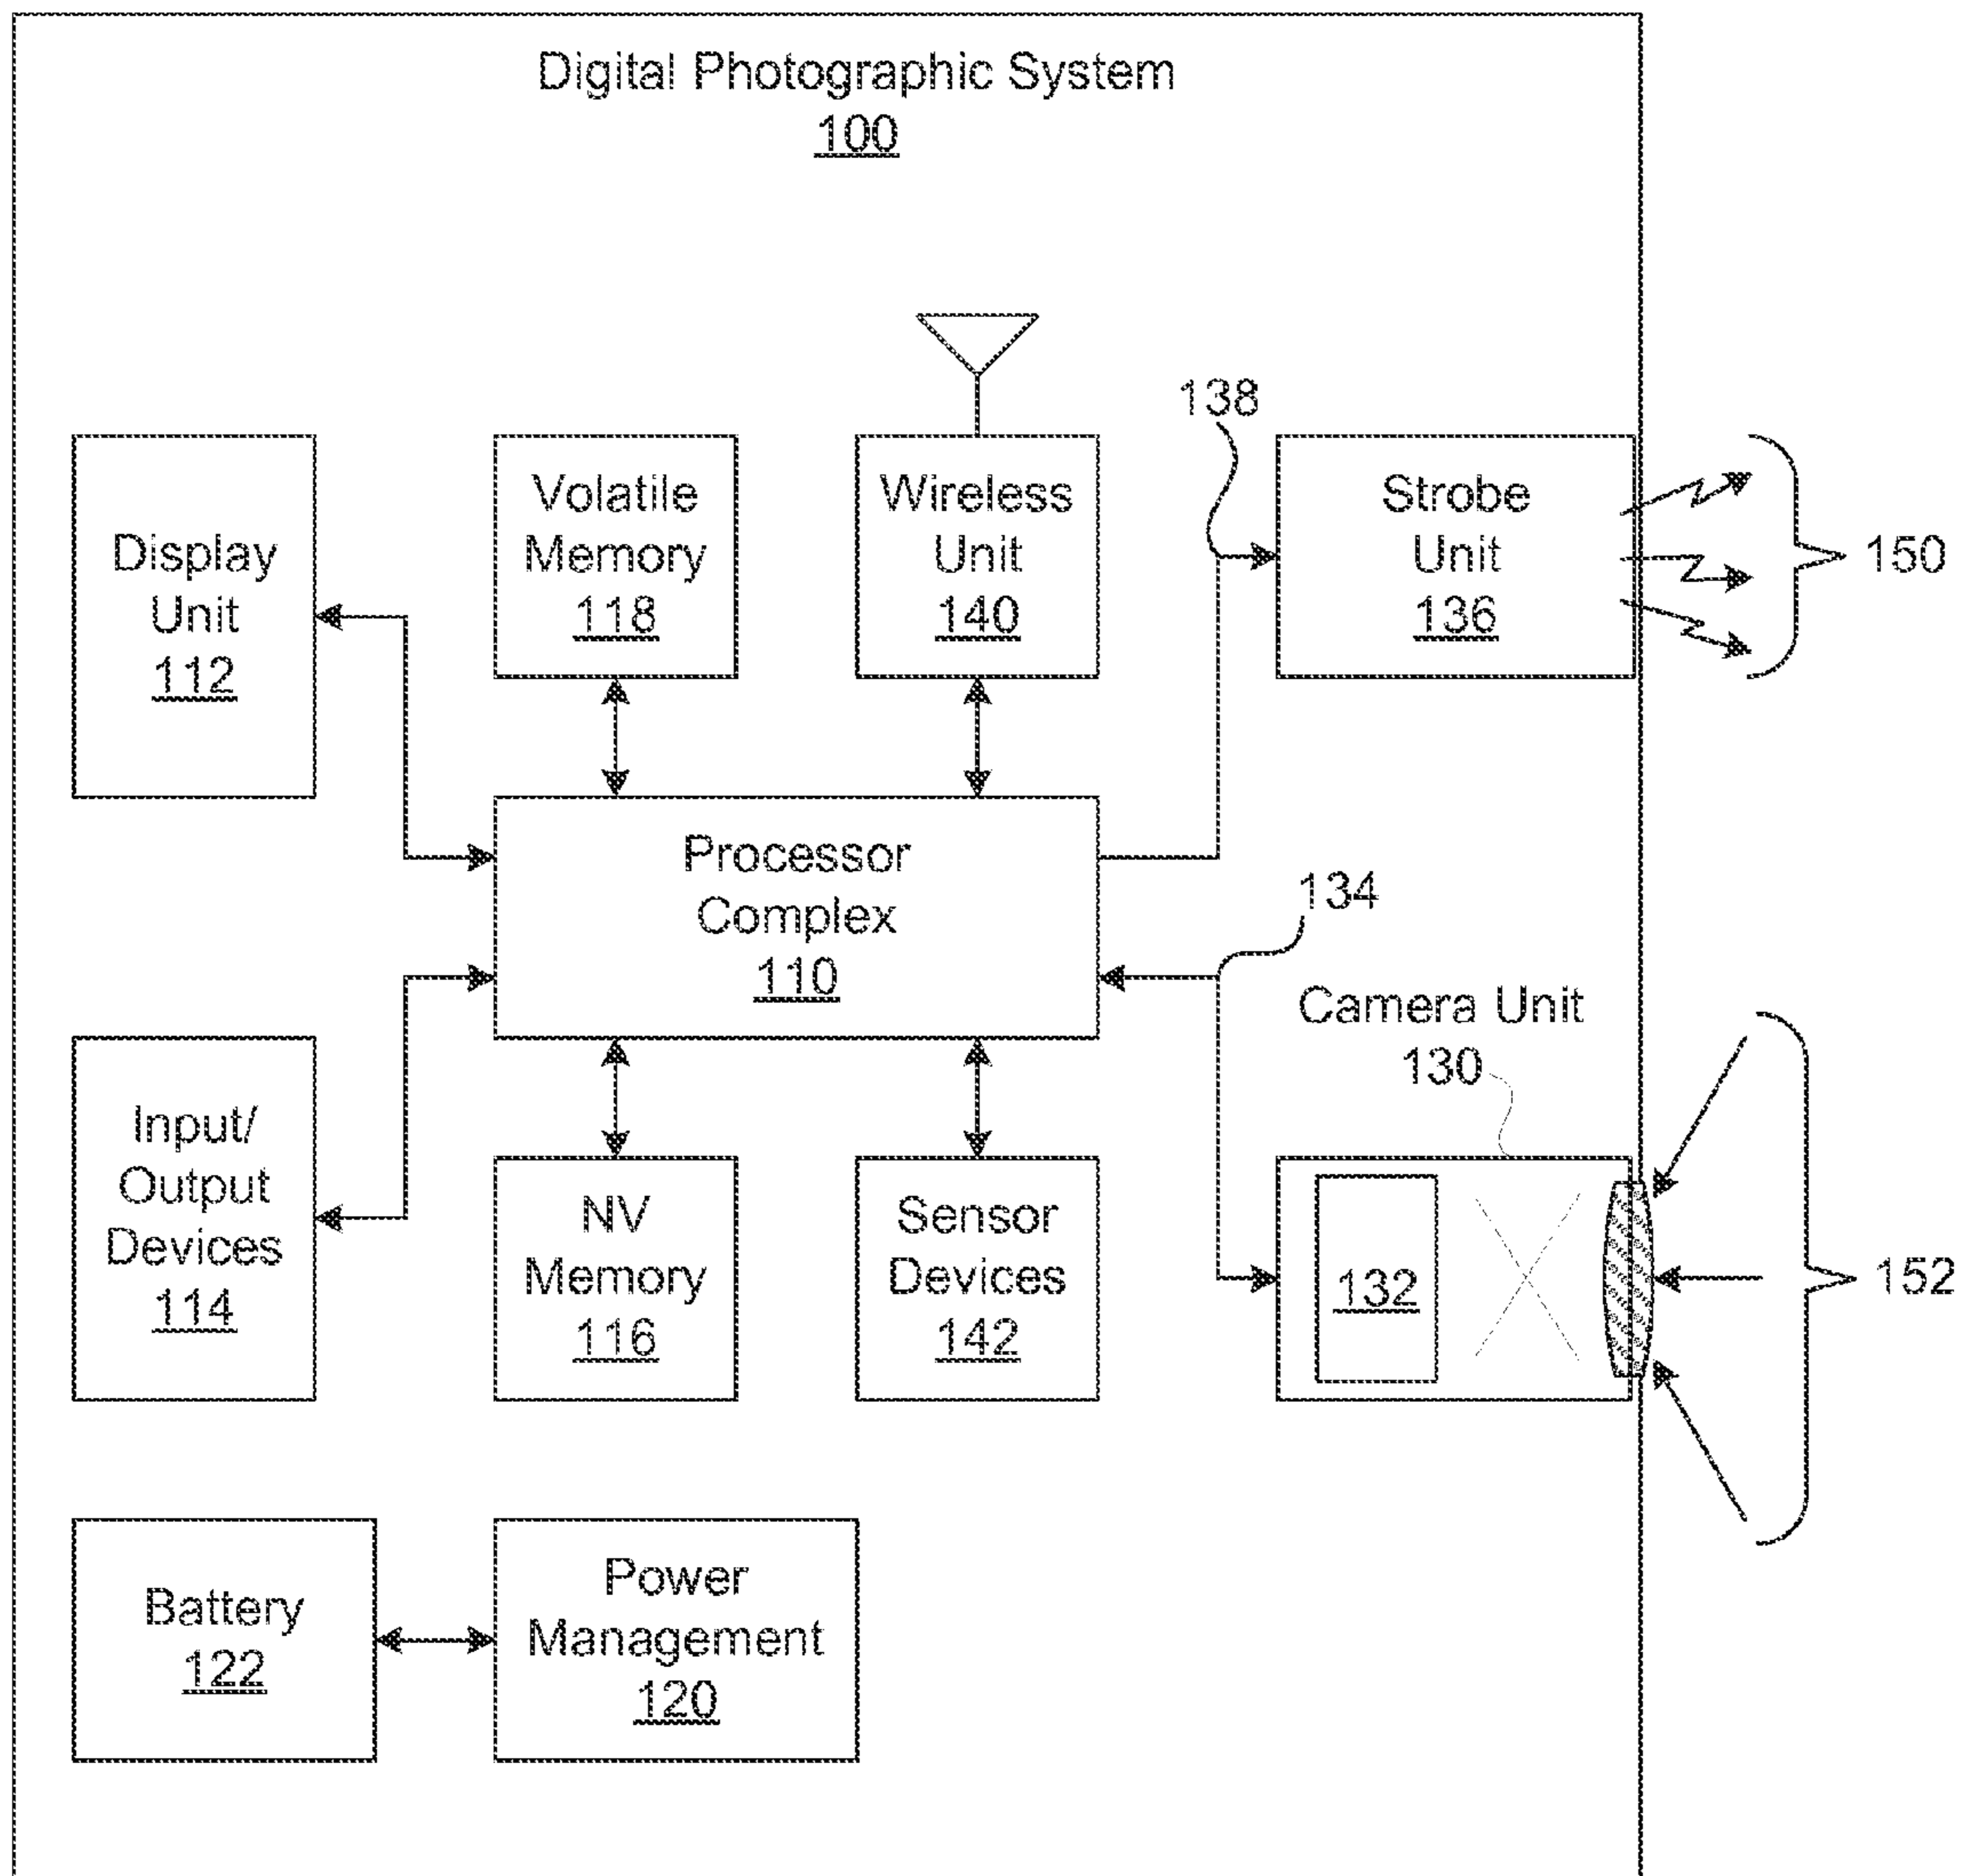 Digital Photographic System
100
138
Display
Unit
112
Volatile
Memory
118
Wireless
Unit
140
Strobe
Unit
136
150
Processor
Complex
110
134
Camera Unit
130
Input/
Output
Devices
114
NV
Memory
116
Sensor
Devices
142
132
152
Battery
122
Power
Management
120